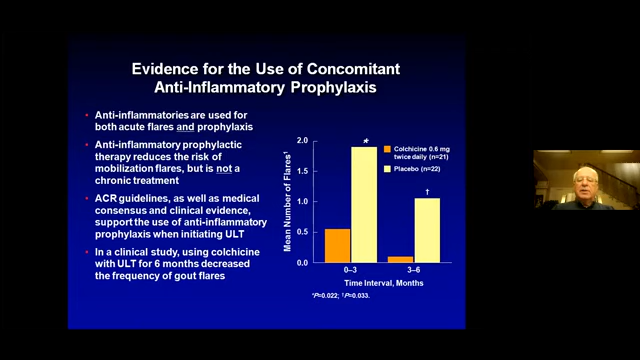 Evidence for the Use of Concomitant
Anti-Inflammatory Prophylaxis
• Anti-inflammatories are used for
both acute flares and prophylaxis
• Anti-inflammatory prophylactic
therapy reduces the risk of
mobilization flares, but is not a
chronic treatment
• ACR guidelines, as well as medical
consensus and clinical evidence,
support the use of anti-inflammatory
prophylaxis when initiating ULT
• In a clinical study, using colchicine
with ULT for 6 months decreased
the frequency of gout flares
Mean Number of Flares¹
2.0
1.5
1.0
0.5
0.0
*
†
Colchicine 0.6 mg
twice daily (n=21)
Placebo (n=22)
0–3
3–6
Time Interval, Months
*P=0.022; †P=0.033.